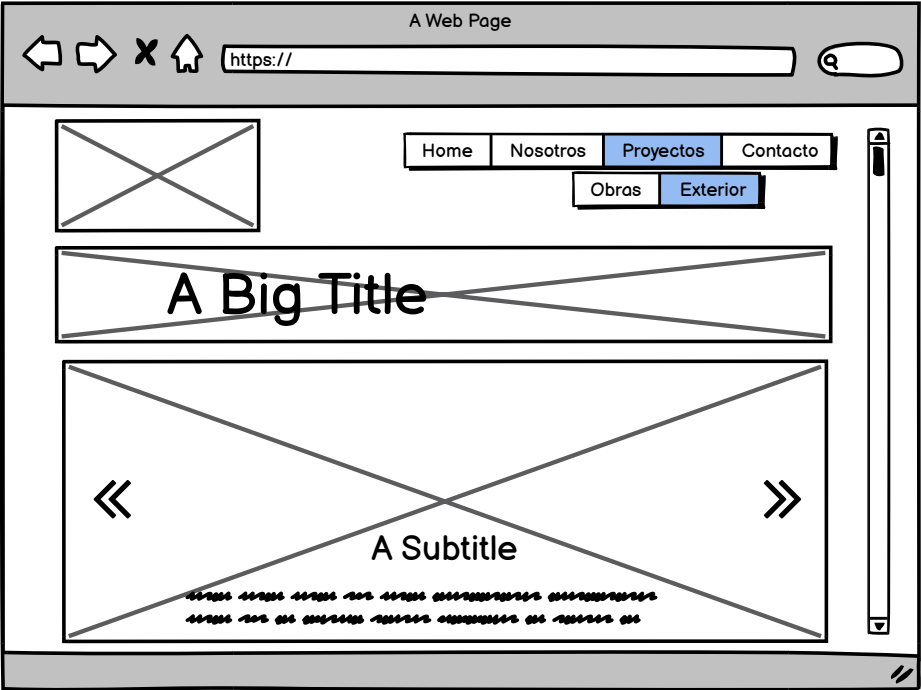 A Web Page
https://
Home Nosotros Proyectos Contacto
Obras Exterior
A Big Title
A Subtitle